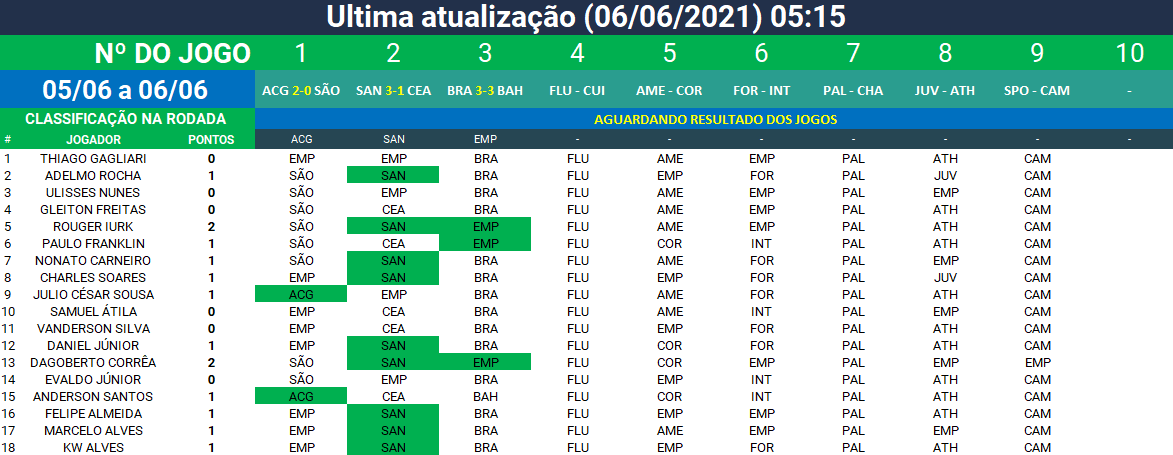 Ultima atualização (06/06/2021) 05:15
Nº DO JOGO 1 2 3 4 5 6 7 8 9 10
05/06 a 06/06 ACG 2-0 SÃO SAN 3-1 CEA BRA 3-3 BAH FLU - CUI AME - COR FOR - INT PAL - CHA JUV - ATH SPO - CAM -
CLASSIFICAÇÃO NA RODADA AGUARDANDO RESULTADO DOS JOGOS
# JOGADOR PONTOS ACG SAN EMP - - - - - - -
1 THIAGO GAGLIARI 0 EMP EMP BRA FLU AME EMP PAL ATH CAM
2 ADELMO ROCHA 1 SÃO SAN BRA FLU EMP FOR PAL JUV CAM
3 ULISSES NUNES 0 SÃO EMP BRA FLU AME EMP PAL EMP CAM
4 GLEITON FREITAS 0 SÃO CEA BRA FLU AME EMP PAL ATH CAM
5 ROUGER IURK 2 SÃO SAN EMP FLU AME EMP PAL ATH CAM
6 PAULO FRANKLIN 1 SÃO CEA EMP FLU COR INT PAL ATH CAM
7 NONATO CARNEIRO 1 SÃO SAN BRA FLU AME FOR PAL EMP CAM
8 CHARLES SOARES 1 EMP SAN BRA FLU EMP FOR PAL JUV CAM
9 JULIO CÉSAR SOUSA 1 ACG EMP BRA FLU AME FOR PAL ATH CAM
10 SAMUEL ÁTILA 0 EMP CEA BRA FLU AME INT PAL EMP CAM
11 VANDERSON SILVA 0 EMP CEA BRA FLU EMP FOR PAL ATH CAM
12 DANIEL JÚNIOR 1 EMP SAN BRA FLU COR FOR PAL ATH CAM
13 DAGOBERTO CORRÊA 2 SÃO SAN EMP FLU COR EMP PAL EMP EMP
14 EVALDO JÚNIOR 0 SÃO EMP BRA FLU EMP INT PAL ATH CAM
15 ANDERSON SANTOS 1 ACG CEA BAH FLU COR INT PAL ATH CAM
16 FELIPE ALMEIDA 1 EMP SAN BRA FLU EMP EMP PAL ATH CAM
17 MARCELO ALVES 1 EMP SAN BRA FLU AME EMP PAL EMP CAM
18 KW ALVES 1 EMP SAN BRA FLU EMP FOR PAL ATH CAM